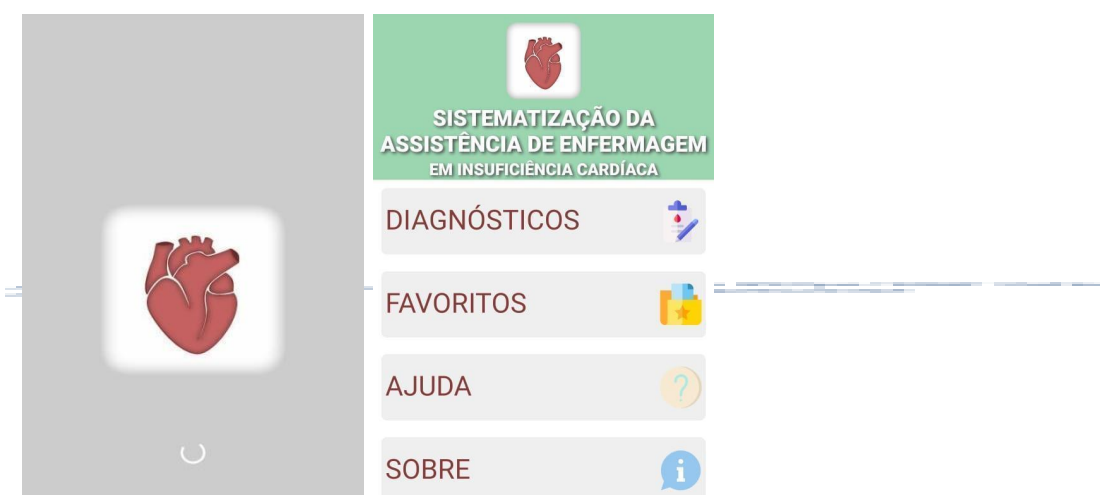 SISTEMATIZAÇÃO DA
ASSISTÊNCIA DE ENFERMAGEM
EM INSUFICIÊNCIA CARDÍACA
DIAGNÓSTICOS
FAVORITOS
AJUDA
SOBRE